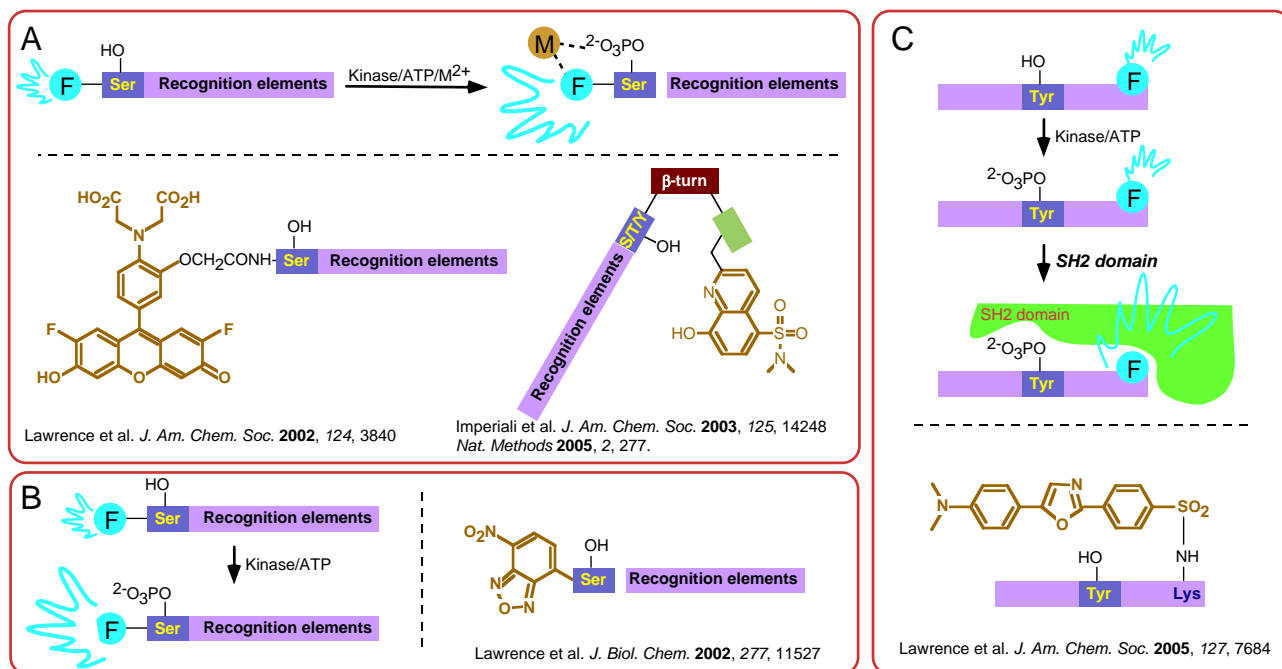 A
HO
F
Ser
Recognition elements
Kinase/ATP/M2+
M
2-O3PO
F
Ser
Recognition elements
HO2C
CO2H
N
OCH2CONH
OH
Ser
Recognition elements
F
F
HO
O
O
Lawrence et al. J. Am. Chem. Soc. 2002, 124, 3840
β-turn
S/T/Y
OH
Recognition elements
N
HO
O
S
O
N
Imperiali et al. J. Am. Chem. Soc. 2003, 125, 14248
Nat. Methods 2005, 2, 277.
B
HO
F
Ser
Recognition elements
Kinase/ATP
2-O3PO
F
Ser
Recognition elements
O2N
N
O
N
OH
Ser
Recognition elements
Lawrence et al. J. Biol. Chem. 2002, 277, 11527
C
HO
F
Tyr
Kinase/ATP
2-O3PO
F
Tyr
SH2 domain
SH2 domain
2-O3PO
F
Tyr
N
N
O
SO2
NH
HO
Tyr
Lys
Lawrence et al. J. Am. Chem. Soc. 2005, 127, 7684